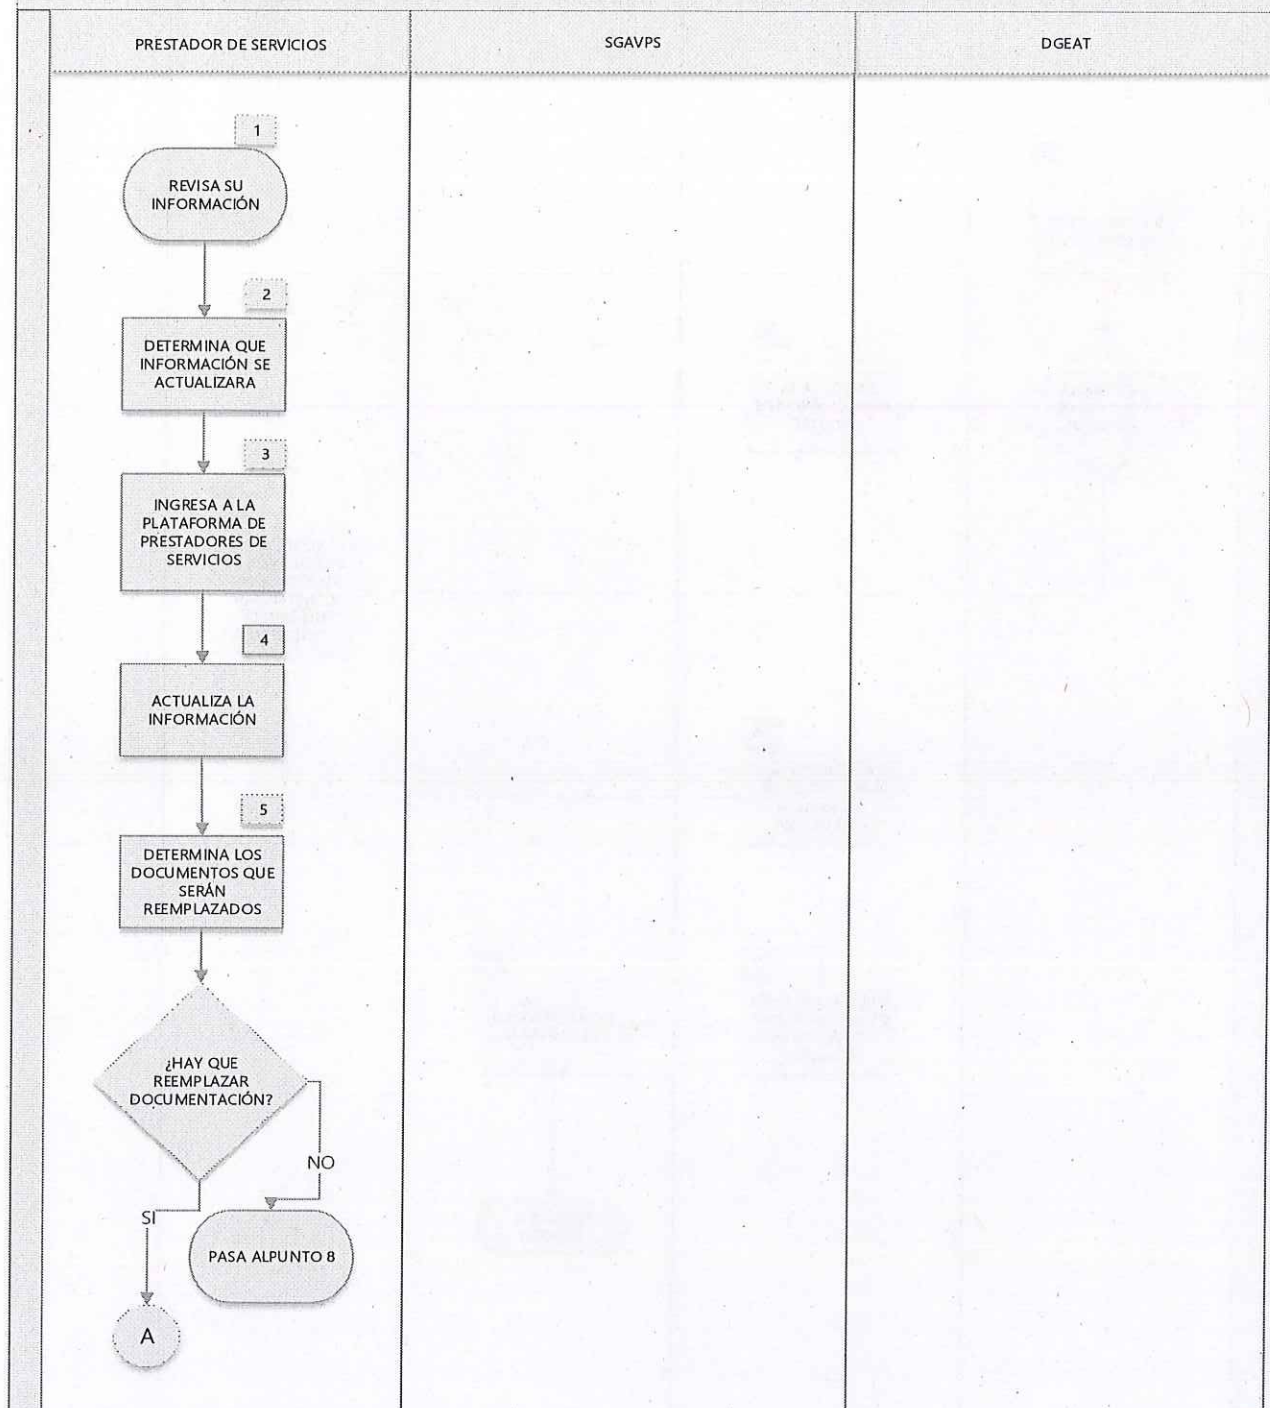 PRESTADOR DE SERVICIOS
SGAVPS
DGEAT
1
REVISA SU
INFORMACIÓN
2
DETERMINA QUE
INFORMACIÓN SE
ACTUALIZARA
3
INGRESA A LA
PLATAFORMA DE
PRESTADORES DE
SERVICIOS
4
ACTUALIZA LA
INFORMACIÓN
5
DETERMINA LOS
DOCUMENTOS QUE
SERÁN
REEMPLAZADOS
¿HAY QUE
REEMPLAZAR
DOCUMENTACIÓN?
NO
SI
PASA ALPUNTO 8
A